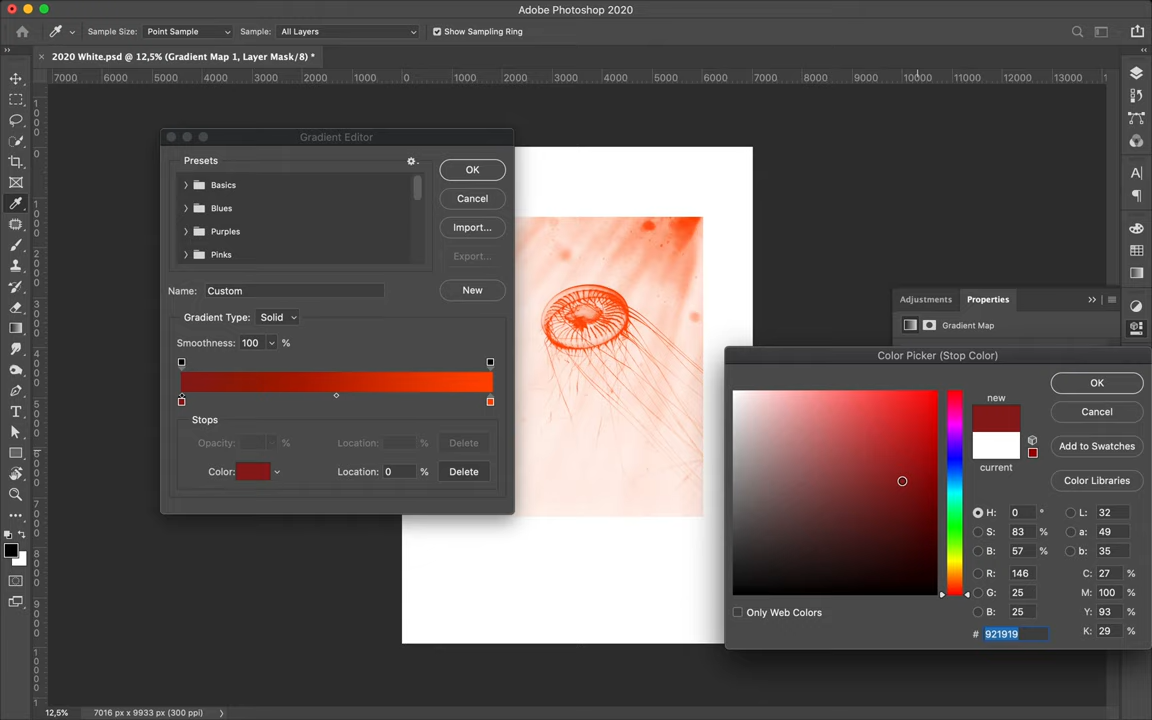 Adobe Photoshop 2020
Sample Size: Point Sample Sample: All Layers Show Sampling Ring
2020 White.psd @ 12,5% (Gradient Map 1, Layer Mask/8) *
7000 6000 5000 4000 3000 2000 1000 0 1000 2000 3000 4000 5000 6000 7000 8000 9000 10000 11000 12000 13000
Gradient Editor
Presets
Basics
Blues
Purples
Pinks
OK
Cancel
Import...
Export...
Name: Custom
New
Gradient Type: Solid
Smoothness: 100 %
Stops
Opacity: % Location: % Delete
Color: Location: 0 % Delete
Adjustments Properties
Gradient Map
Color Picker (Stop Color)
new
current
OK
Cancel
Add to Swatches
Color Libraries
H: 0 ° L: 32
S: 83 % a: 49
B: 57 % b: 35
R: 146 C: 27 %
G: 25 M: 100 %
B: 25 Y: 93 %
# 921919 K: 29 %
Only Web Colors
12,5% 7016 px x 9933 px (300 ppi)